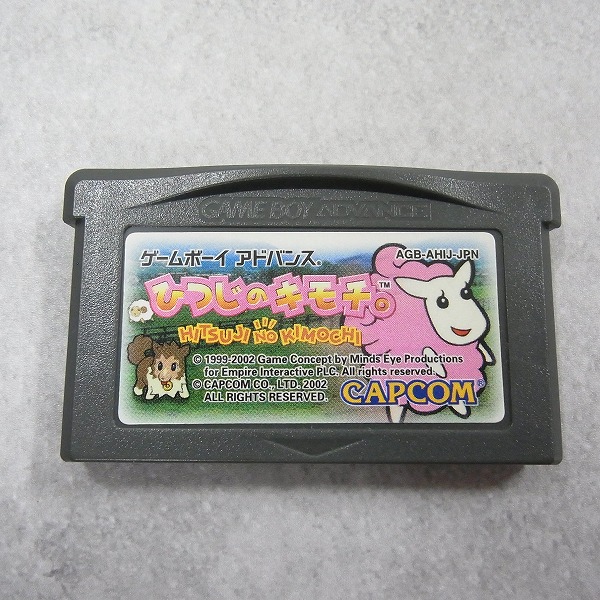 GAME BOY ADVANCE
ゲームボーイ アドバンス®
AGB-AHIJ-JPN
ひつじのキモチ。™
HITSUJI NO KIMOCHI
© 1999-2002 Game Concept by Minds Eye Productions
for Empire Interactive PLC. All rights reserved.
© CAPCOM CO., LTD. 2002
ALL RIGHTS RESERVED.
CAPCOM®